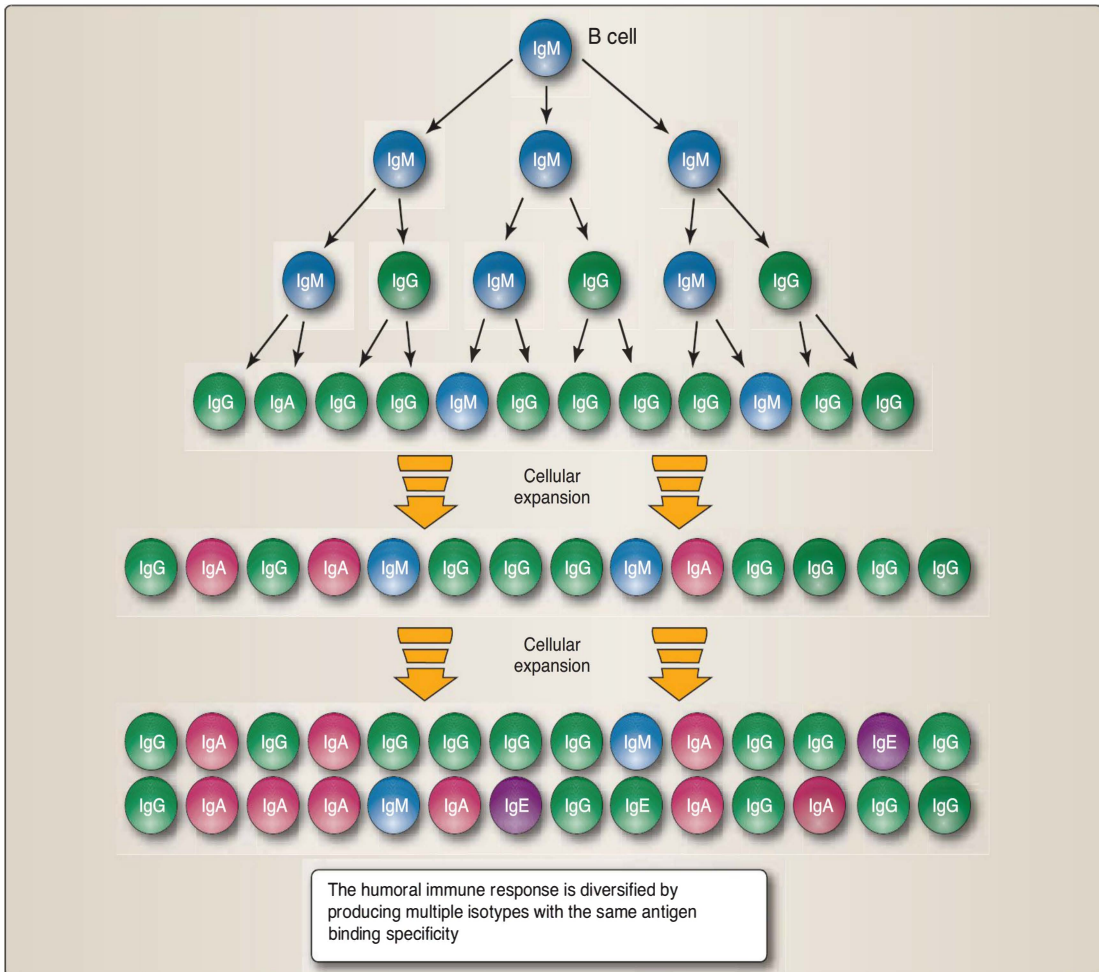 IgM B cell
IgM IgM IgM
IgM IgG IgM IgG IgM IgG
IgG IgA IgG IgG IgM IgG IgG IgG IgG IgM IgG IgG
Cellular
expansion
IgG IgA IgG IgA IgM IgG IgG IgG IgM IgA IgG IgG IgG IgG
Cellular
expansion
IgG IgA IgG IgA IgG IgG IgG IgG IgM IgA IgG IgG IgE IgG
IgG IgA IgA IgA IgM IgA IgE IgG IgE IgA IgG IgA IgG IgG
The humoral immune response is diversified by
producing multiple isotypes with the same antigen
binding specificity